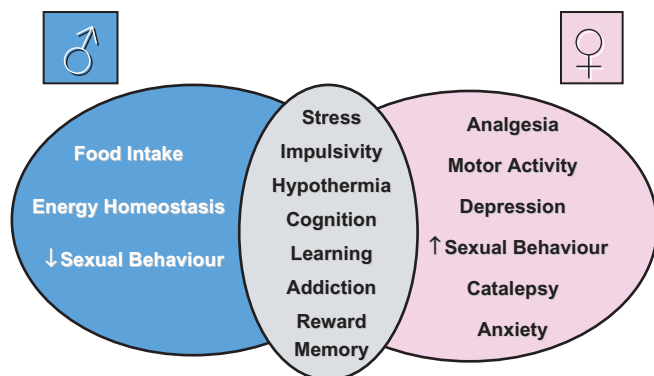 ♂
♀
Food Intake
Energy Homeostasis
↓Sexual Behaviour
Stress
Impulsivity
Hypothermia
Cognition
Learning
Addiction
Reward
Memory
Analgesia
Motor Activity
Depression
↑Sexual Behaviour
Catalepsy
Anxiety